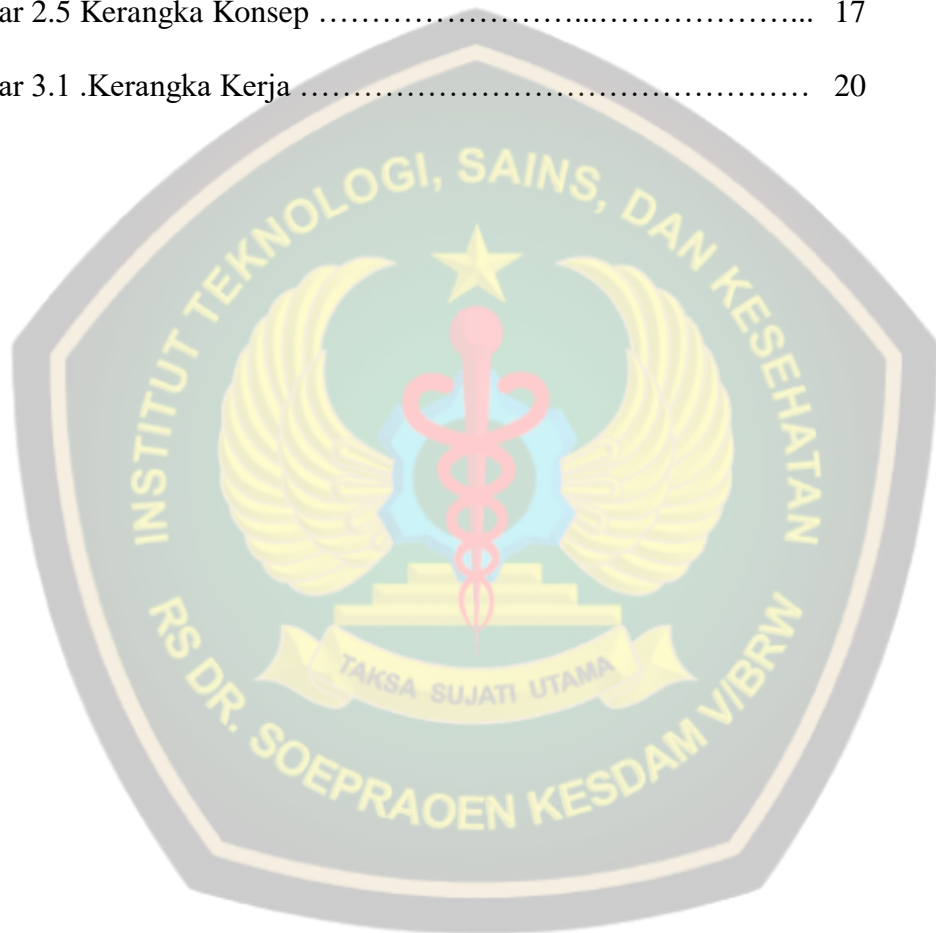 ar 2.5 Kerangka Konsep …………………...………………... 17
ar 3.1 .Kerangka Kerja …………………………………………… 20
INSTITUT TEKNOLOGI, SAINS, DAN KESEHATAN
TAKSA SUJATI UTAMA
RS DR. SOEPRAOEN KESDAM V/BRW